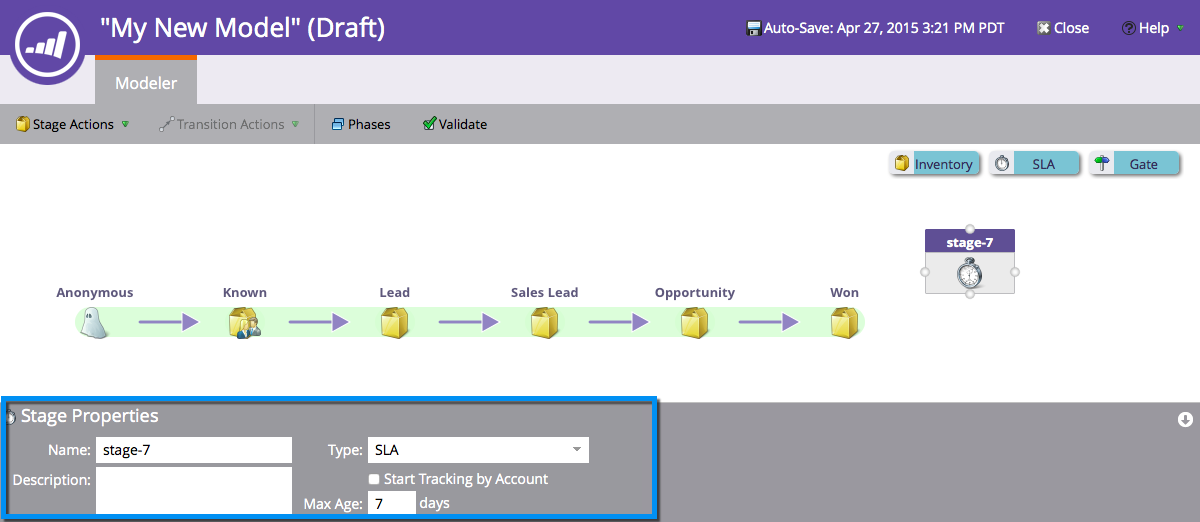 "My New Model" (Draft)
Auto-Save: Apr 27, 2015 3:21 PM PDT
Close
Help
Modeler
Stage Actions
Transition Actions
Phases
Validate
Inventory
SLA
Gate
stage-7
Anonymous
Known
Lead
Sales Lead
Opportunity
Won
Stage Properties
Name: stage-7
Type: SLA
Description:
Start Tracking by Account
Max Age: 7 days